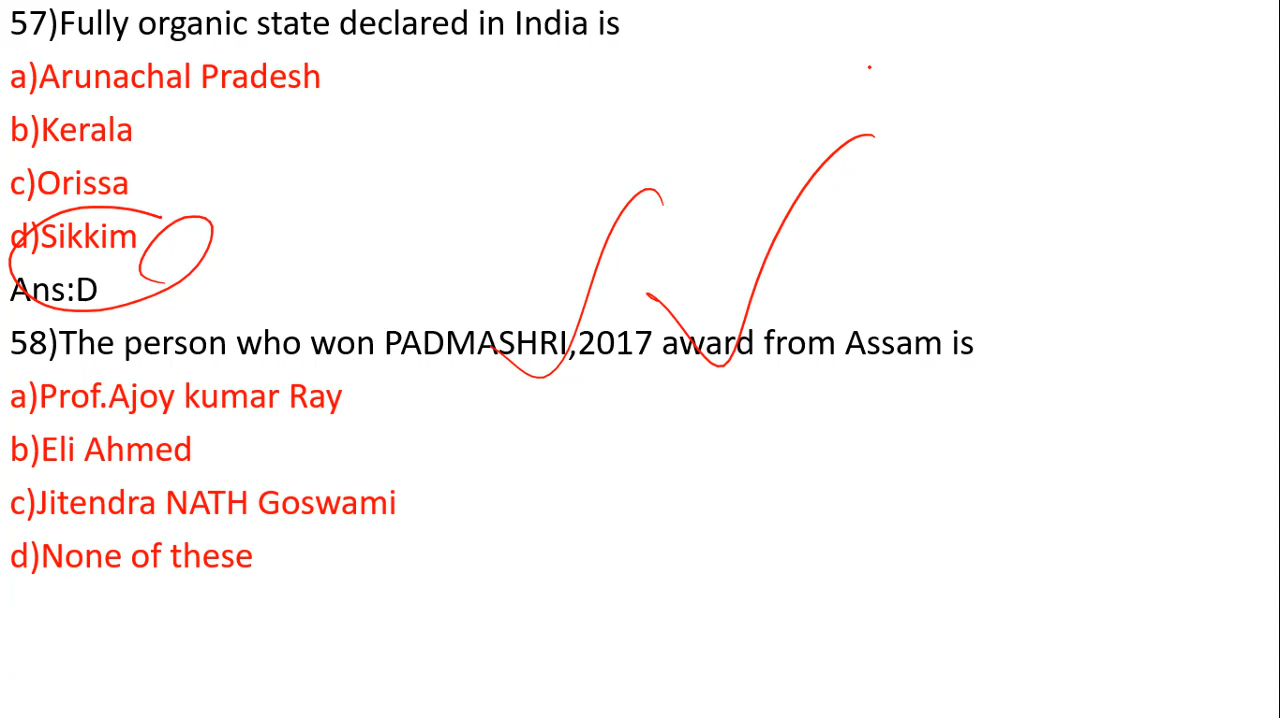 57)Fully organic state declared in India is
a)Arunachal Pradesh
b)Kerala
c)Orissa
d)Sikkim
Ans:D
58)The person who won PADMASHRI,2017 award from Assam is
a)Prof.Ajoy kumar Ray
b)Eli Ahmed
c)Jitendra NATH Goswami
d)None of these